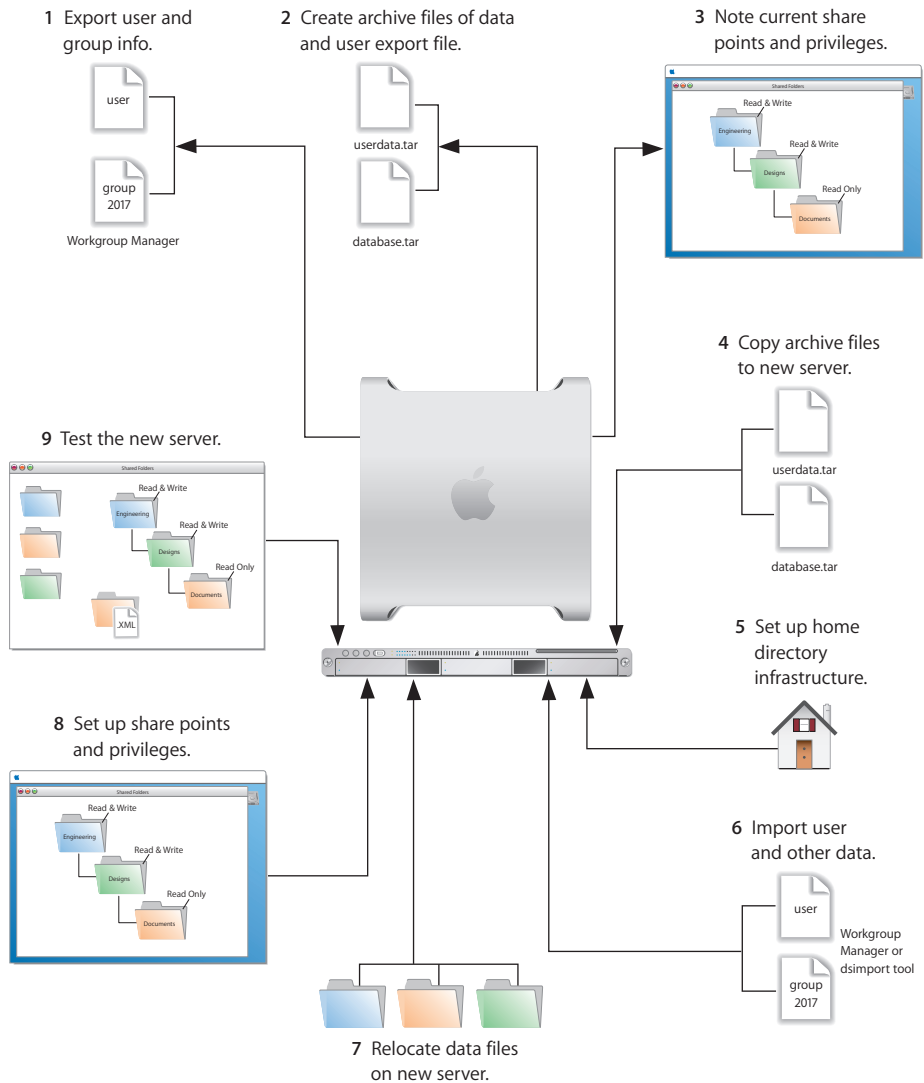 1 Export user and
group info.
user
group
2017
Workgroup Manager
2 Create archive files of data
and user export file.
userdata.tar
database.tar
3 Note current share
points and privileges.
Shared Folders
Read & Write
Engineering
Read & Write
Designs
Read Only
Documents
4 Copy archive files
to new server.
userdata.tar
database.tar
5 Set up home
directory
infrastructure.
6 Import user
and other data.
user
group
2017
Workgroup
Manager or
dsimport tool
7 Relocate data files
on new server.
8 Set up share points
and privileges.
Shared Folders
Read & Write
Engineering
Read & Write
Designs
Read Only
Documents
9 Test the new server.
Shared Folders
Read & Write
Engineering
Read & Write
Designs
Read Only
Documents
.XML